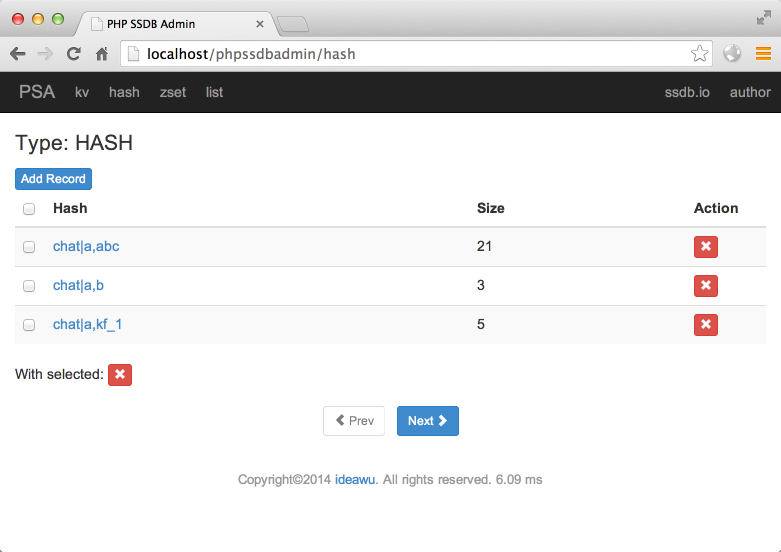 PHP SSDB Admin
localhost/phpssdbadmin/hash
PSA kv hash zset list ssdb.io author
Type: HASH
Add Record
Hash Size Action
chat|a,abc 21
chat|a,b 3
chat|a,kf_1 5
With selected:
Prev Next
Copyright©2014 ideawu. All rights reserved. 6.09 ms